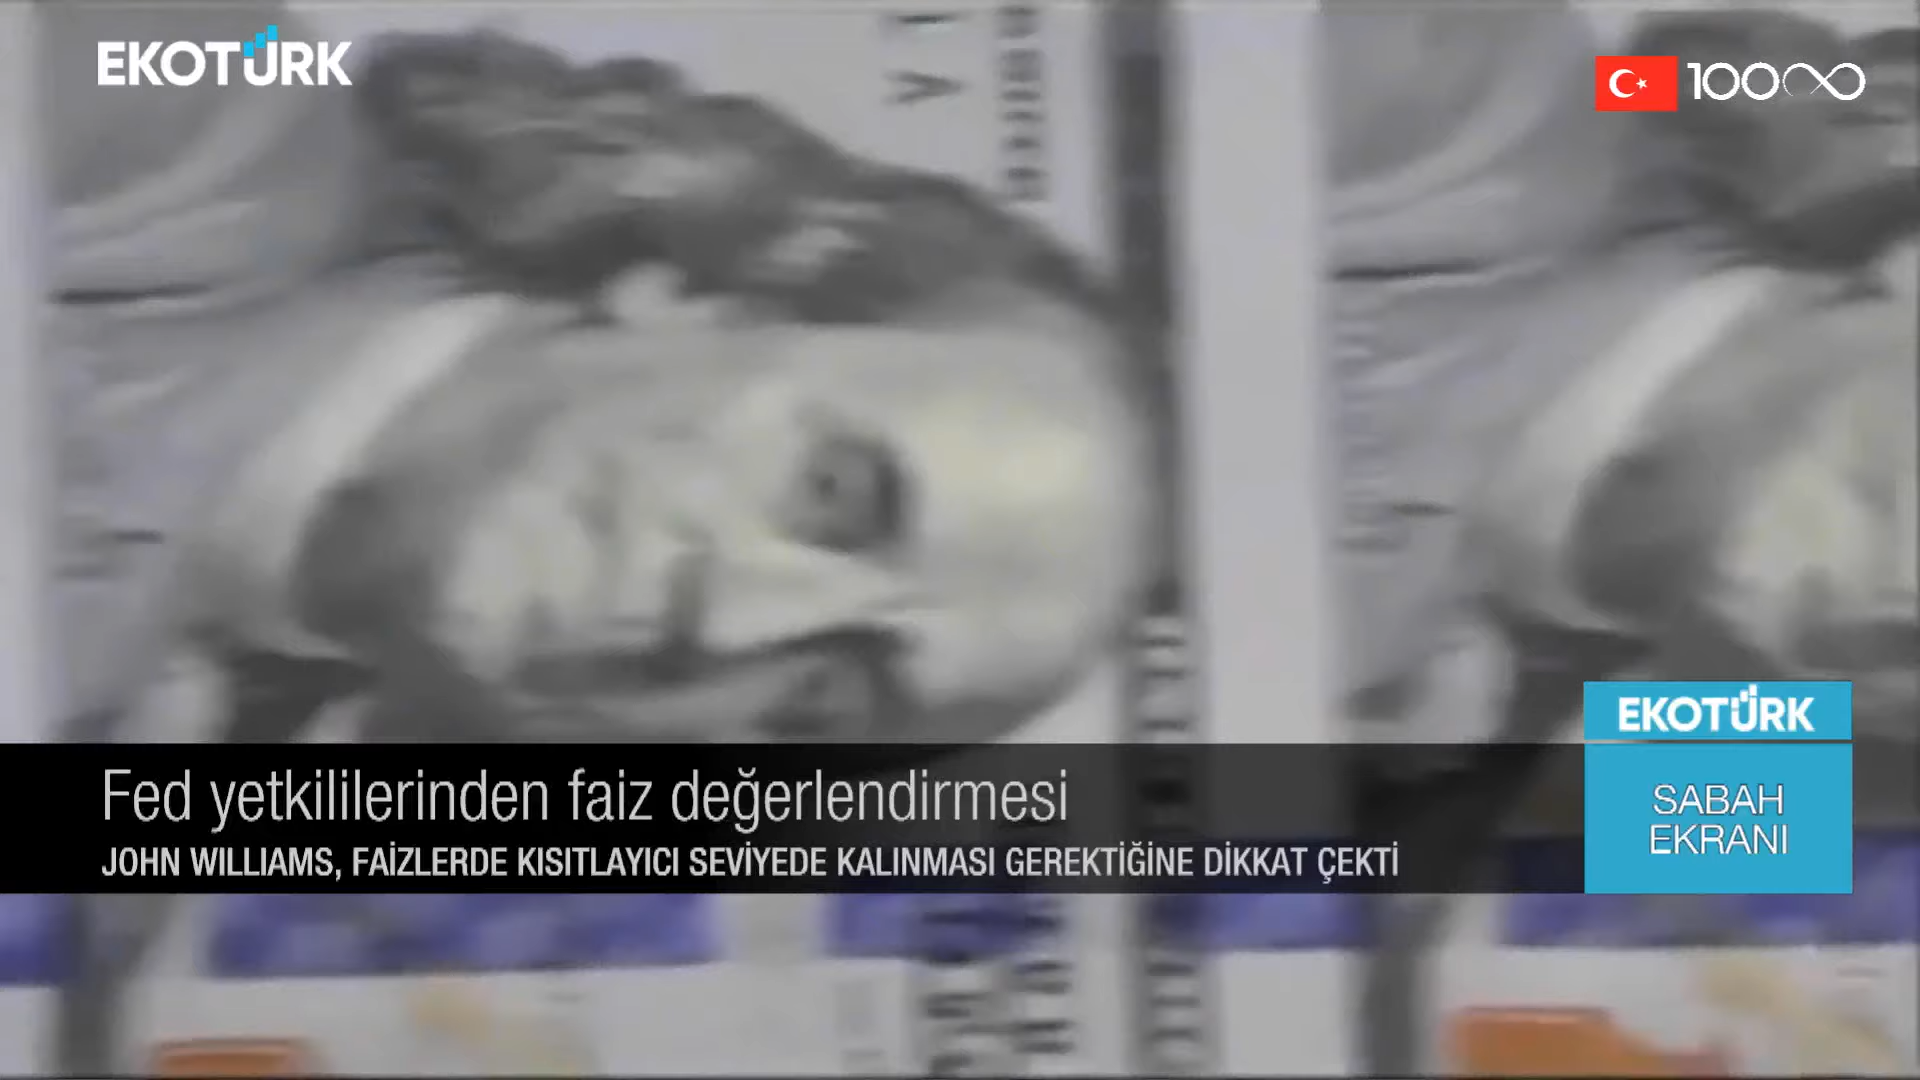 EKOTÜRK
100
EKOTÜRK
SABAH
EKRANI
Fed yetkililerinden faiz değerlendirmesi
JOHN WILLIAMS, FAİZLERDE KISITLAYICI SEVİYEDE KALINMASI GEREKTİĞİNE DİKKAT ÇEKTİ